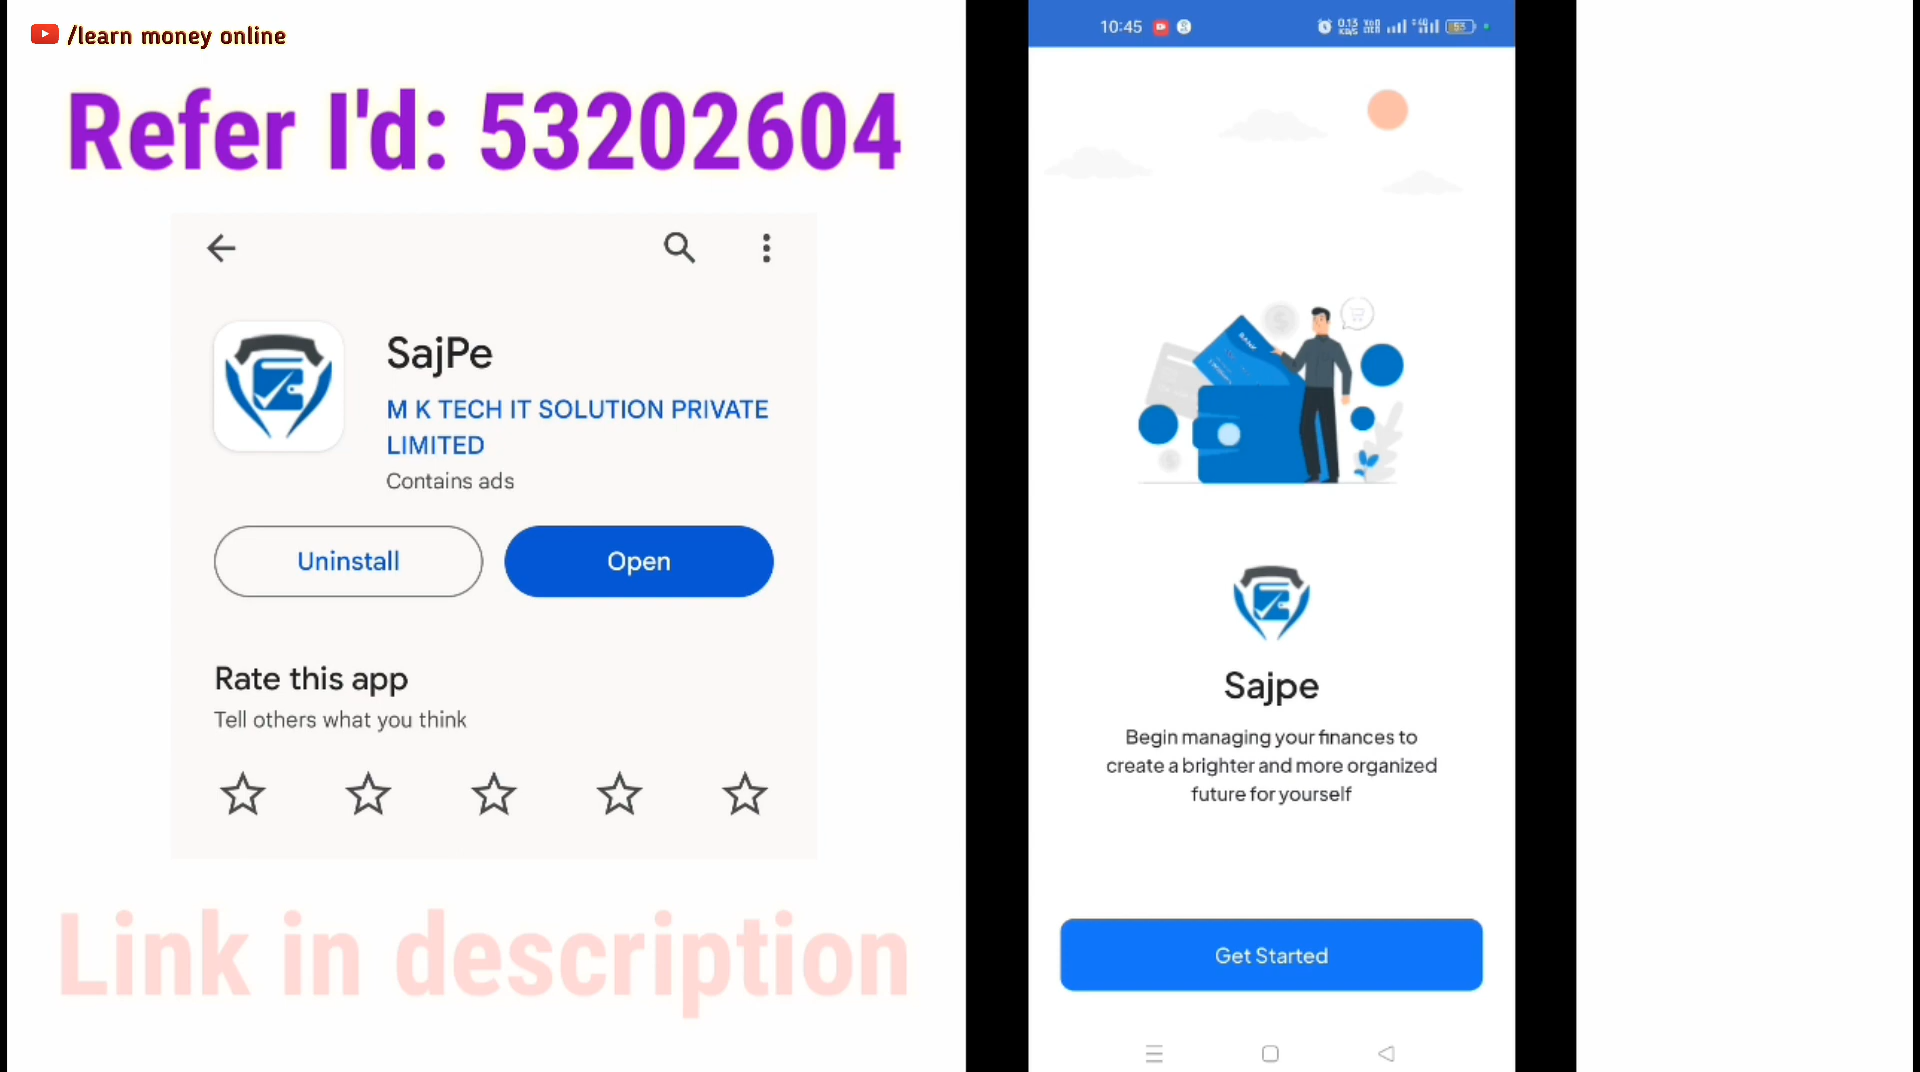 /learn money online
Refer I'd: 53202604
SajPe
M K TECH IT SOLUTION PRIVATE
LIMITED
Contains ads
Uninstall
Open
Rate this app
Tell others what you think
Link in description
10:45
BANK
Sajpe
Begin managing your finances to
create a brighter and more organized
future for yourself
Get Started